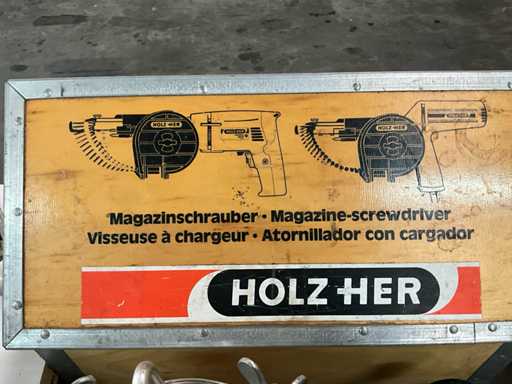 HOLZ-HER
HOLZ-HER
Magazinschrauber · Magazine-screwdriver
Visseuse à chargeur · Atornillador con cargador
HOLZ-HER